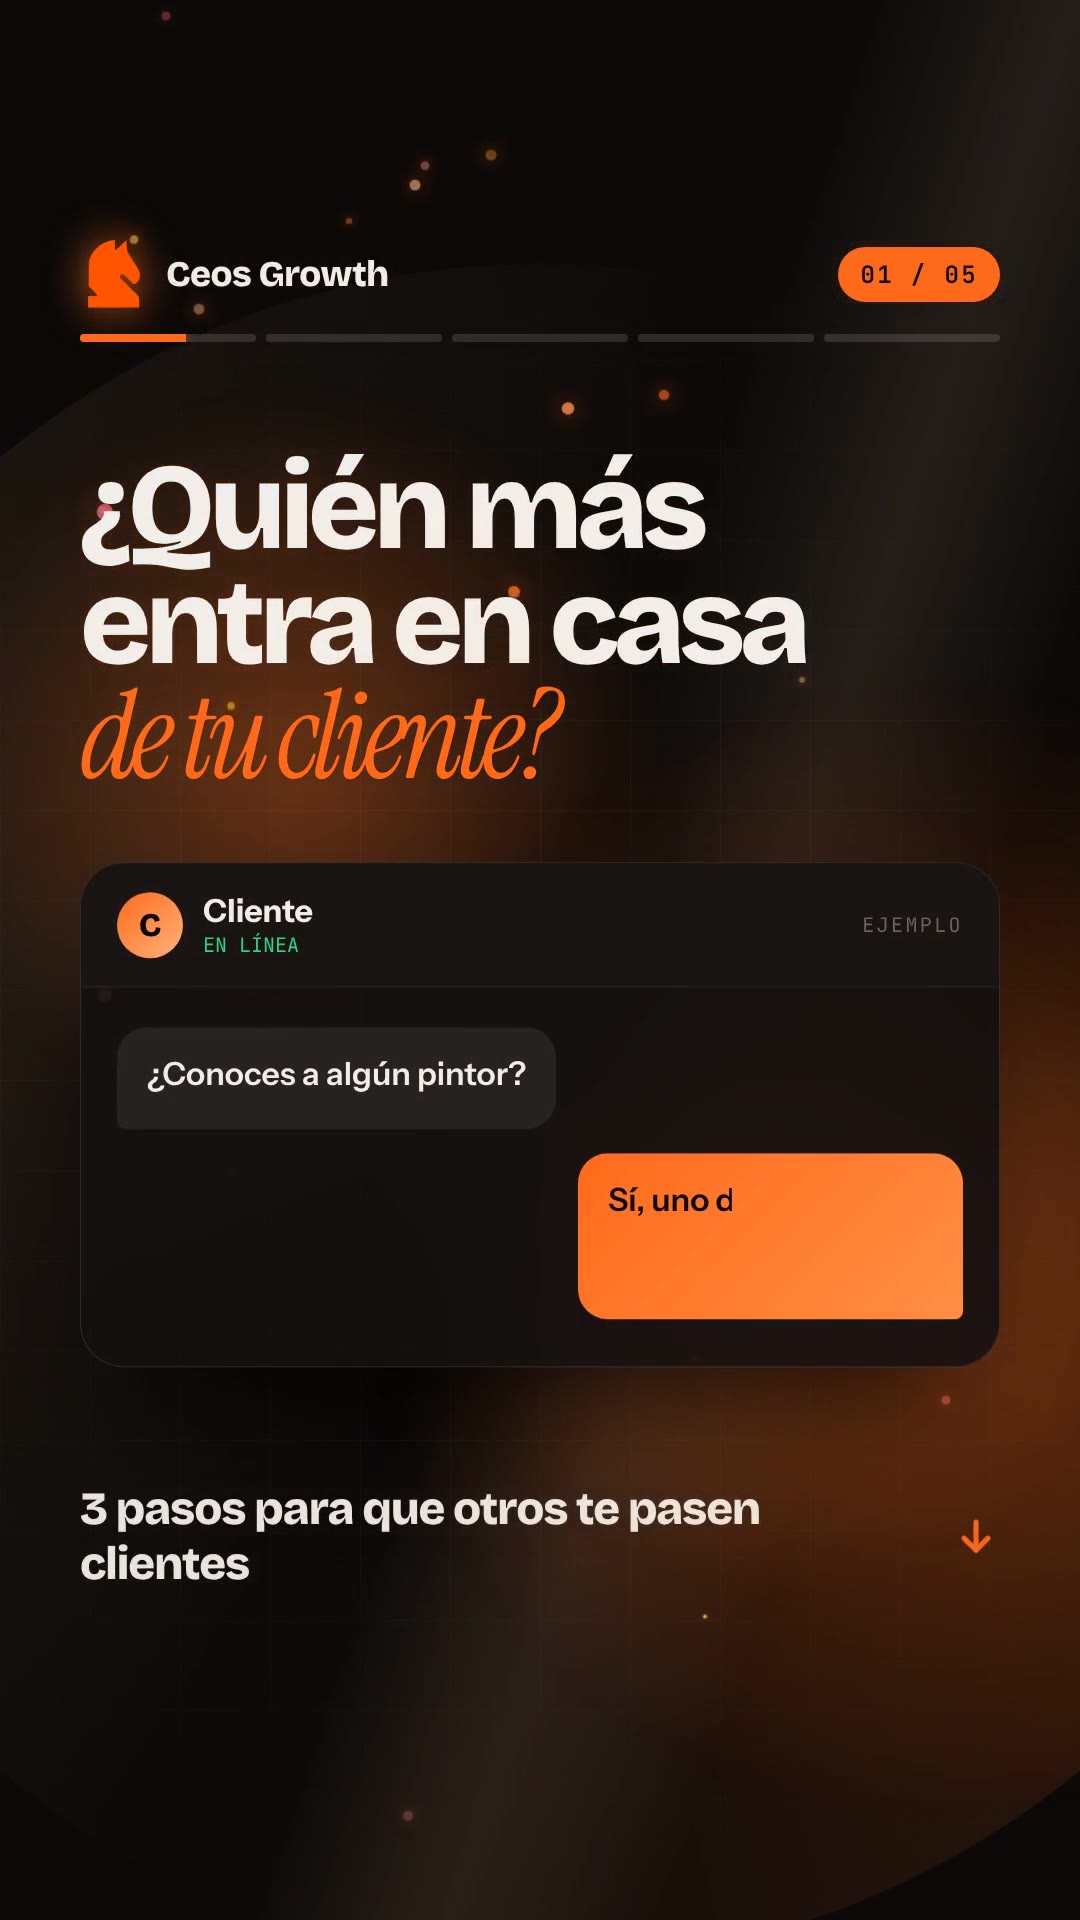 Ceos Growth
01 / 05
¿Quién más
entra en casa
de tu cliente?
C
Cliente
EN LÍNEA
EJEMPLO
¿Conoces a algún pintor?
Sí, uno d
3 pasos para que otros te pasen
clientes